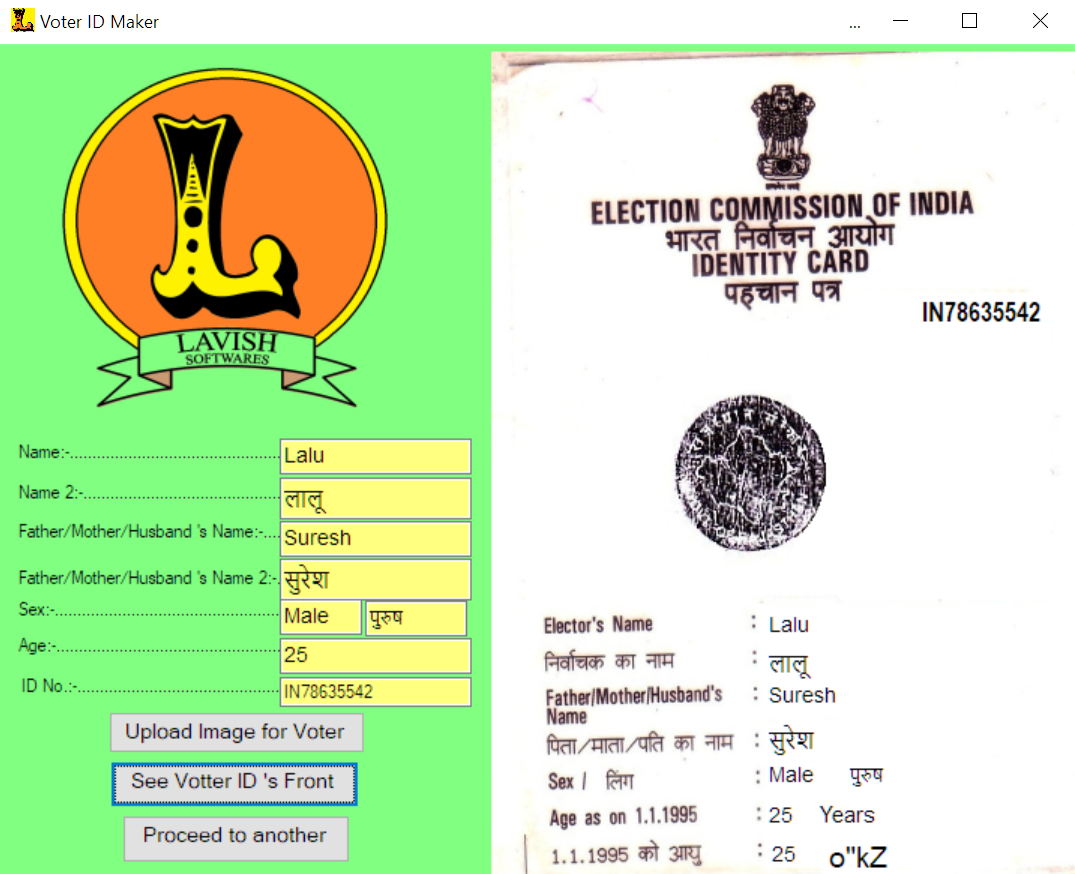 Voter ID Maker
...
LAVISH
SOFTWARES
Name:-.......................................... Lalu
Name 2:-....................................... लालू
Father/Mother/Husband 's Name:-.... Suresh
Father/Mother/Husband 's Name 2:-. सुरेश
Sex:-............................................. Male पुरुष
Age:-............................................. 25
ID No.:-......................................... IN78635542
Upload Image for Voter
See Votter ID 's Front
Proceed to another
ELECTION COMMISSION OF INDIA
भारत निर्वाचन आयोग
IDENTITY CARD
पहचान पत्र
IN78635542
Elector's Name : Lalu
निर्वाचक का नाम : लालू
Father/Mother/Husband's : Suresh
Name
पिता/माता/पति का नाम : सुरेश
Sex / लिंग : Male पुरुष
Age as on 1.1.1995 : 25 Years
1.1.1995 को आयु : 25 o"kZ